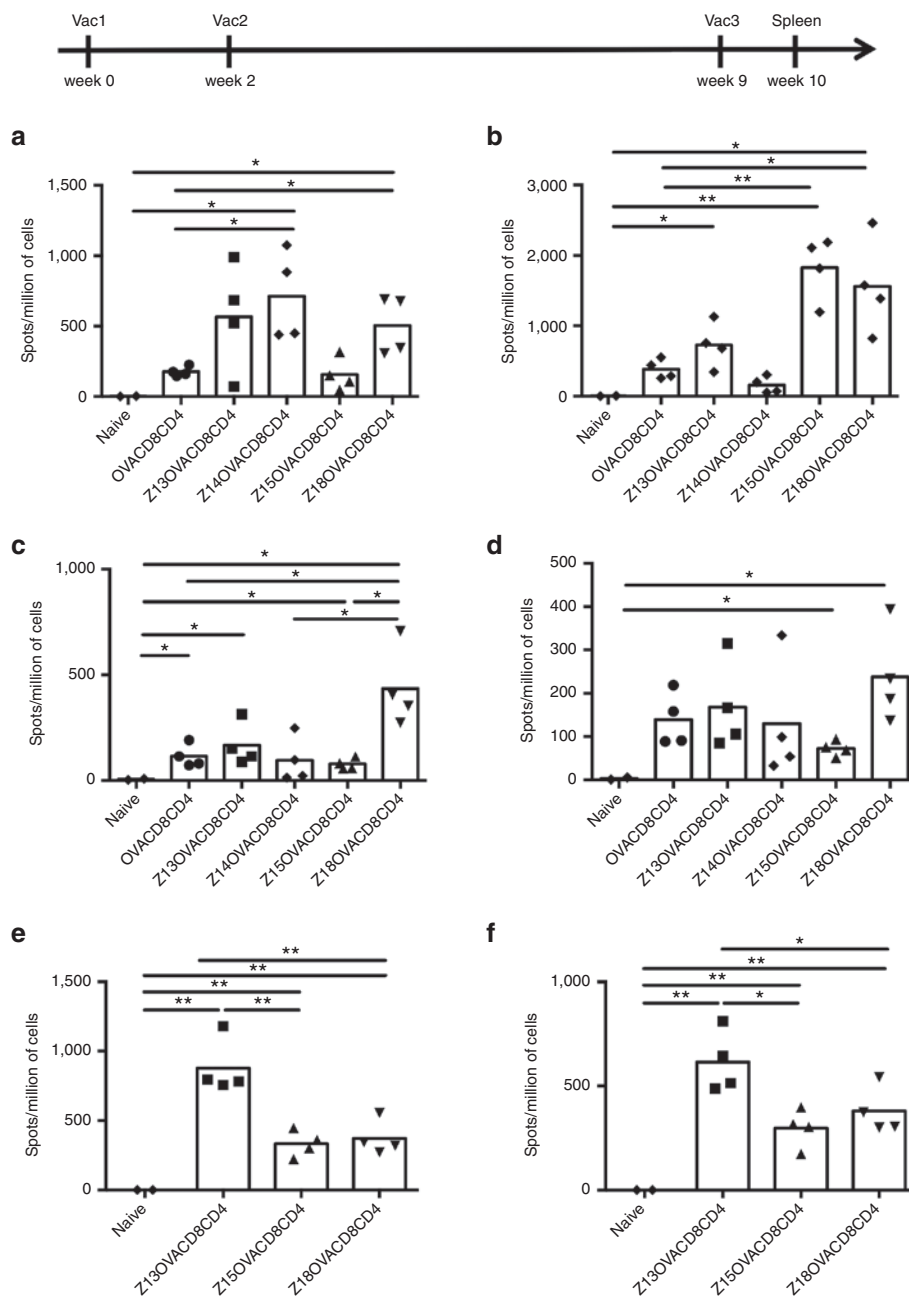 Vac1 Vac2 Vac3 Spleen
week 0 week 2 week 9 week 10
a
* * * *
Spots/million of cells
1,500
1,000
500
0
Naive OVACD8CD4 Z13OVACD8CD4 Z14OVACD8CD4 Z15OVACD8CD4 Z18OVACD8CD4
b
* * ** ** *
Spots/million of cells
3,000
2,000
1,000
0
Naive OVACD8CD4 Z13OVACD8CD4 Z14OVACD8CD4 Z15OVACD8CD4 Z18OVACD8CD4
c
* * * * * * *
Spots/million of cells
1,000
500
0
Naive OVACD8CD4 Z13OVACD8CD4 Z14OVACD8CD4 Z15OVACD8CD4 Z18OVACD8CD4
d
* *
Spots/million of cells
500
400
300
200
100
0
Naive OVACD8CD4 Z13OVACD8CD4 Z14OVACD8CD4 Z15OVACD8CD4 Z18OVACD8CD4
e
** ** ** ** **
Spots/million of cells
1,500
1,000
500
0
Naive Z13OVACD8CD4 Z15OVACD8CD4 Z18OVACD8CD4
f
* ** ** ** *
Spots/million of cells
1,000
500
0
Naive Z13OVACD8CD4 Z15OVACD8CD4 Z18OVACD8CD4